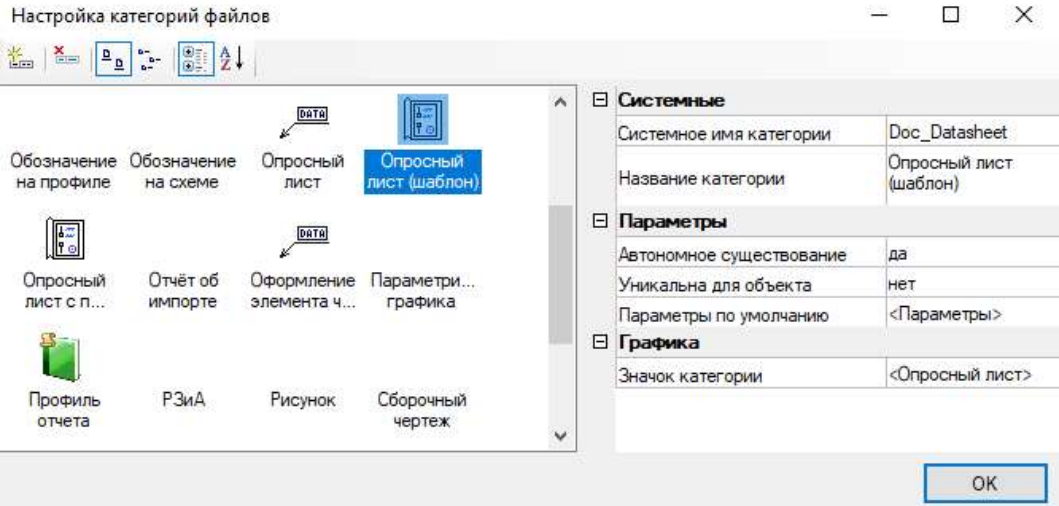 Настройка категорий файлов
DATA
Обозначение на профиле
Обозначение на схеме
Опросный лист
Опросный лист (шаблон)
DATA
Опросный лист с п...
Отчёт об импорте
Оформление элемента ч...
Параметри... графика
Профиль отчета
РЗиА
Рисунок
Сборочный чертеж
Системные
Системное имя категории Doc_Datasheet
Название категории Опросный лист (шаблон)
Параметры
Автономное существование да
Уникальна для объекта нет
Параметры по умолчанию <Параметры>
Графика
Значок категории <Опросный лист>
OK